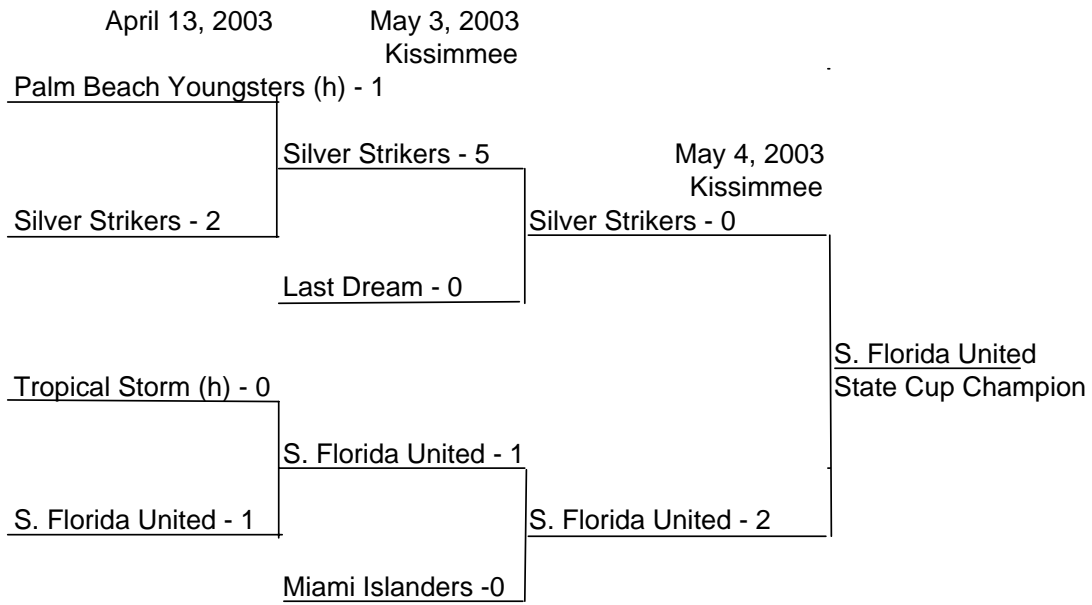 April 13, 2003
May 3, 2003
Kissimmee
Palm Beach Youngsters (h) - 1
Silver Strikers - 5
May 4, 2003
Kissimmee
Silver Strikers - 2
Silver Strikers - 0
Last Dream - 0
S. Florida United
State Cup Champion
Tropical Storm (h) - 0
S. Florida United - 1
S. Florida United - 1
S. Florida United - 2
Miami Islanders -0